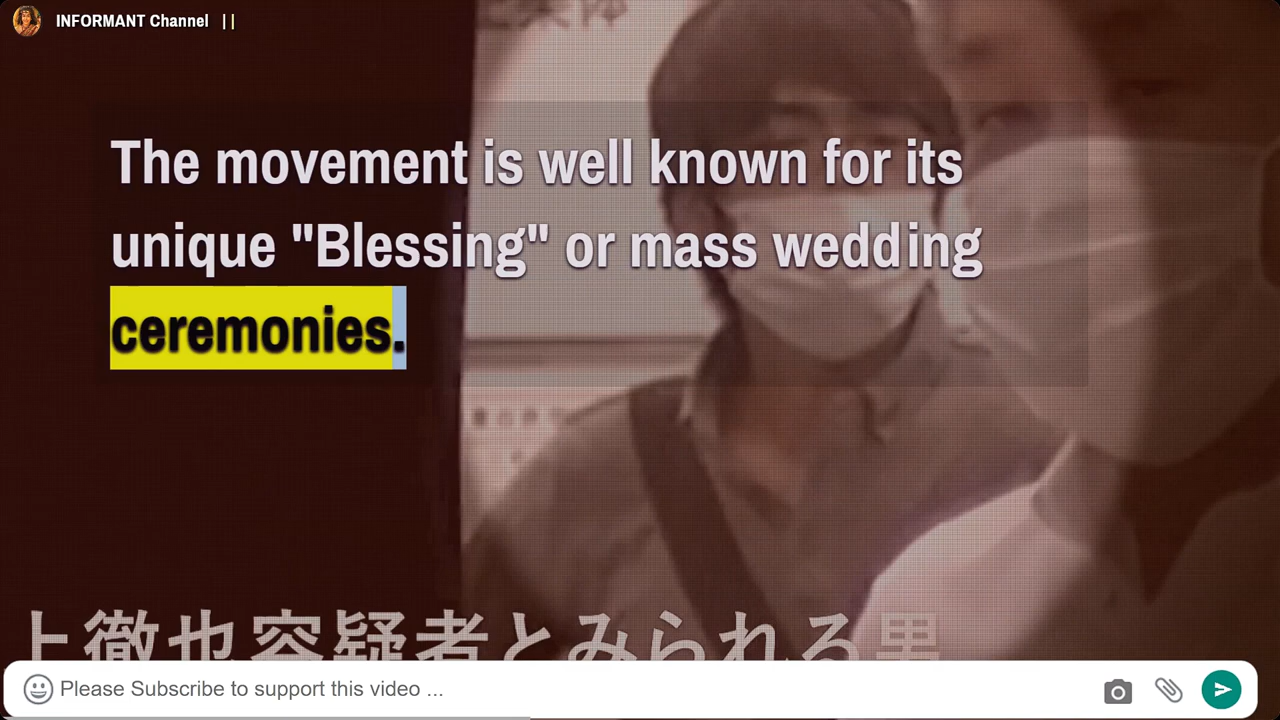 INFORMANT Channel ||
The movement is well known for its
unique "Blessing" or mass wedding
ceremonies.
上徹也容疑者とみられる男
Please Subscribe to support this video ...